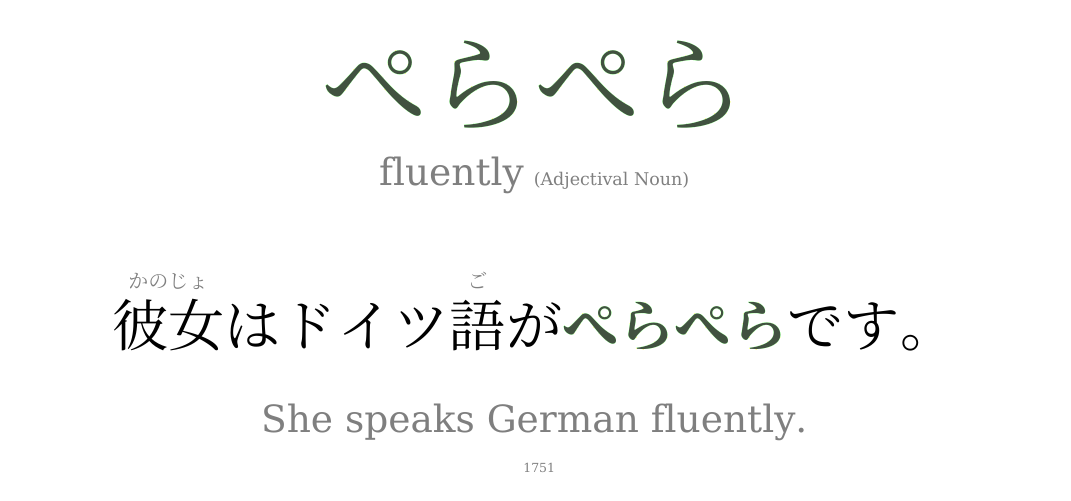 ぺらぺら
fluently (Adjectival Noun)
かのじょ ご
彼女はドイツ語がぺらぺらです。
She speaks German fluently.
1751